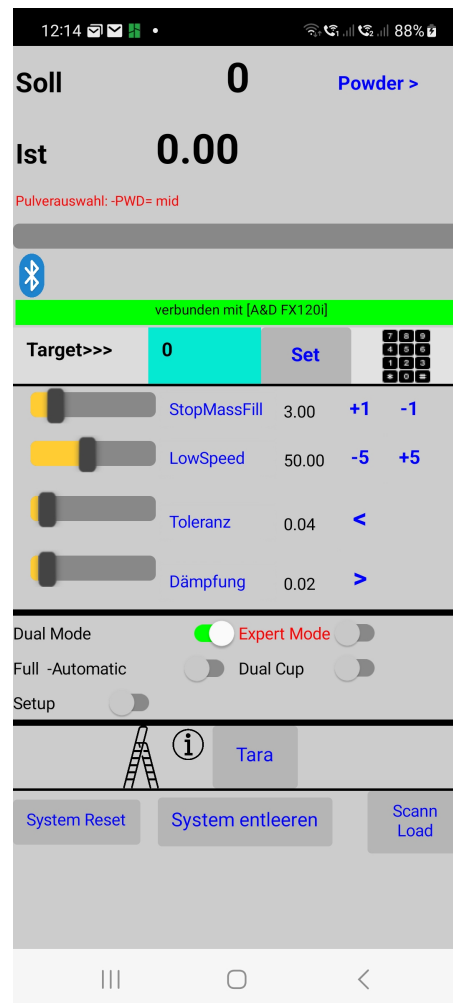 12:14 88%
Soll 0 Powder >
Ist 0.00
Pulverauswahl: -PWD= mid
verbunden mit [A&D FX120i]
Target>>> 0 Set
7 8 9
4 5 6
1 2 3
* 0 =
StopMassFill 3.00 +1 -1
LowSpeed 50.00 -5 +5
Toleranz 0.04 <
Dämpfung 0.02 >
Dual Mode Expert Mode
Full -Automatic Dual Cup
Setup
i Tara
System Reset System entleeren Scann
Load